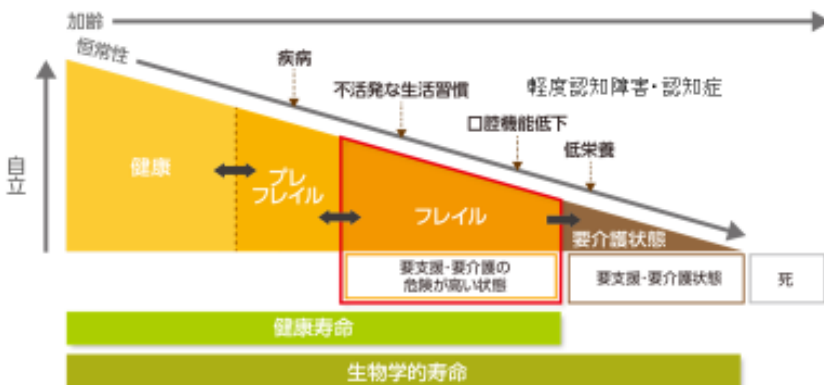 加齢
恒常性
疾病
不活発な生活習慣
軽度認知障害・認知症
口腔機能低下
低栄養
自立
健康
プレ
フレイル
フレイル
要介護状態
要支援・要介護の
危険が高い状態
要支援・要介護状態
死
健康寿命
生物学的寿命